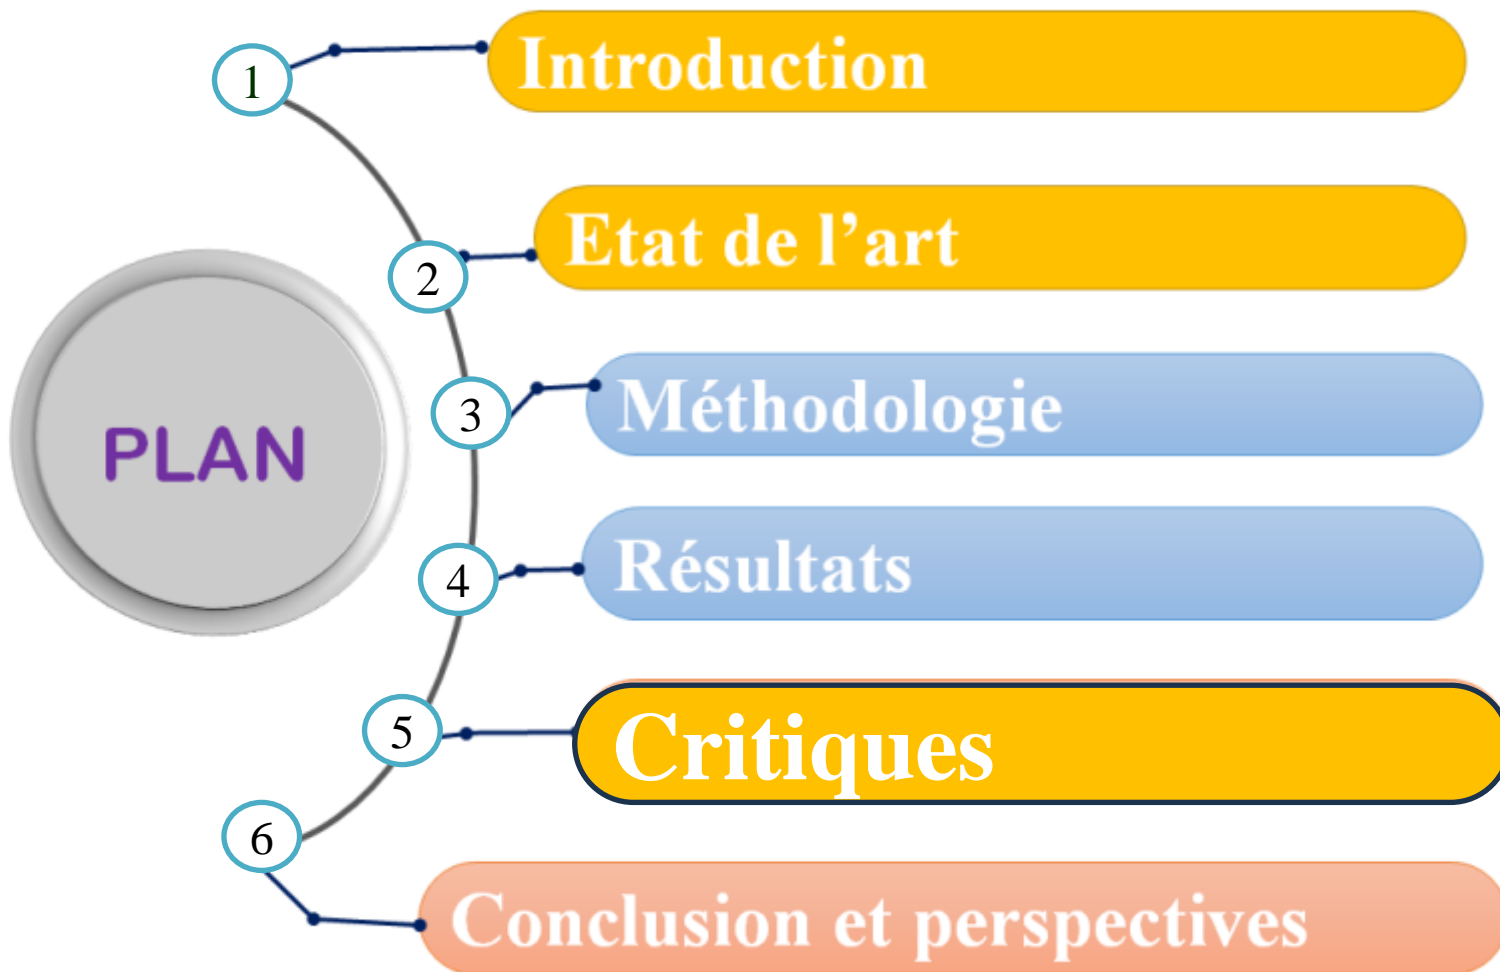 1
Introduction
2
Etat de l’art
3
Méthodologie
PLAN
4
Résultats
5
Critiques
6
Conclusion et perspectives